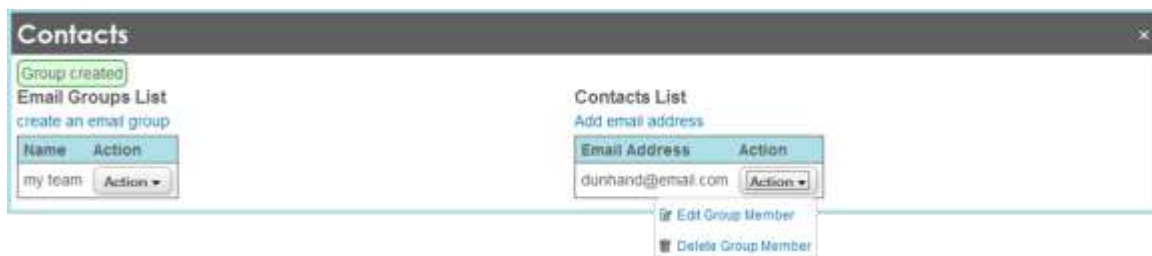 Contacts
×
Group created
Email Groups List
create an email group
Name Action
my team Action
Contacts List
Add email address
Email Address Action
dunhand@email.com Action
Edit Group Member
Delete Group Member